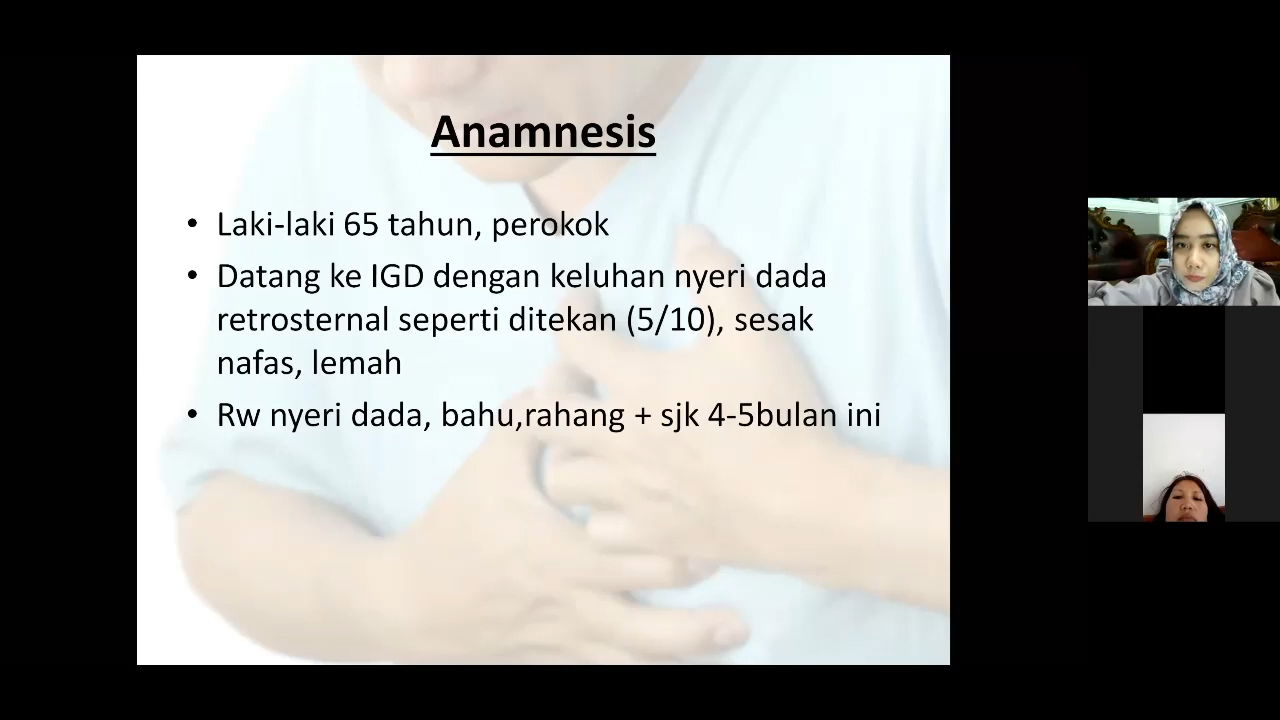 Anamnesis
• Laki-laki 65 tahun, perokok
• Datang ke IGD dengan keluhan nyeri dada
retrosternal seperti ditekan (5/10), sesak
nafas, lemah
• Rw nyeri dada, bahu,rahang + sjk 4-5bulan ini